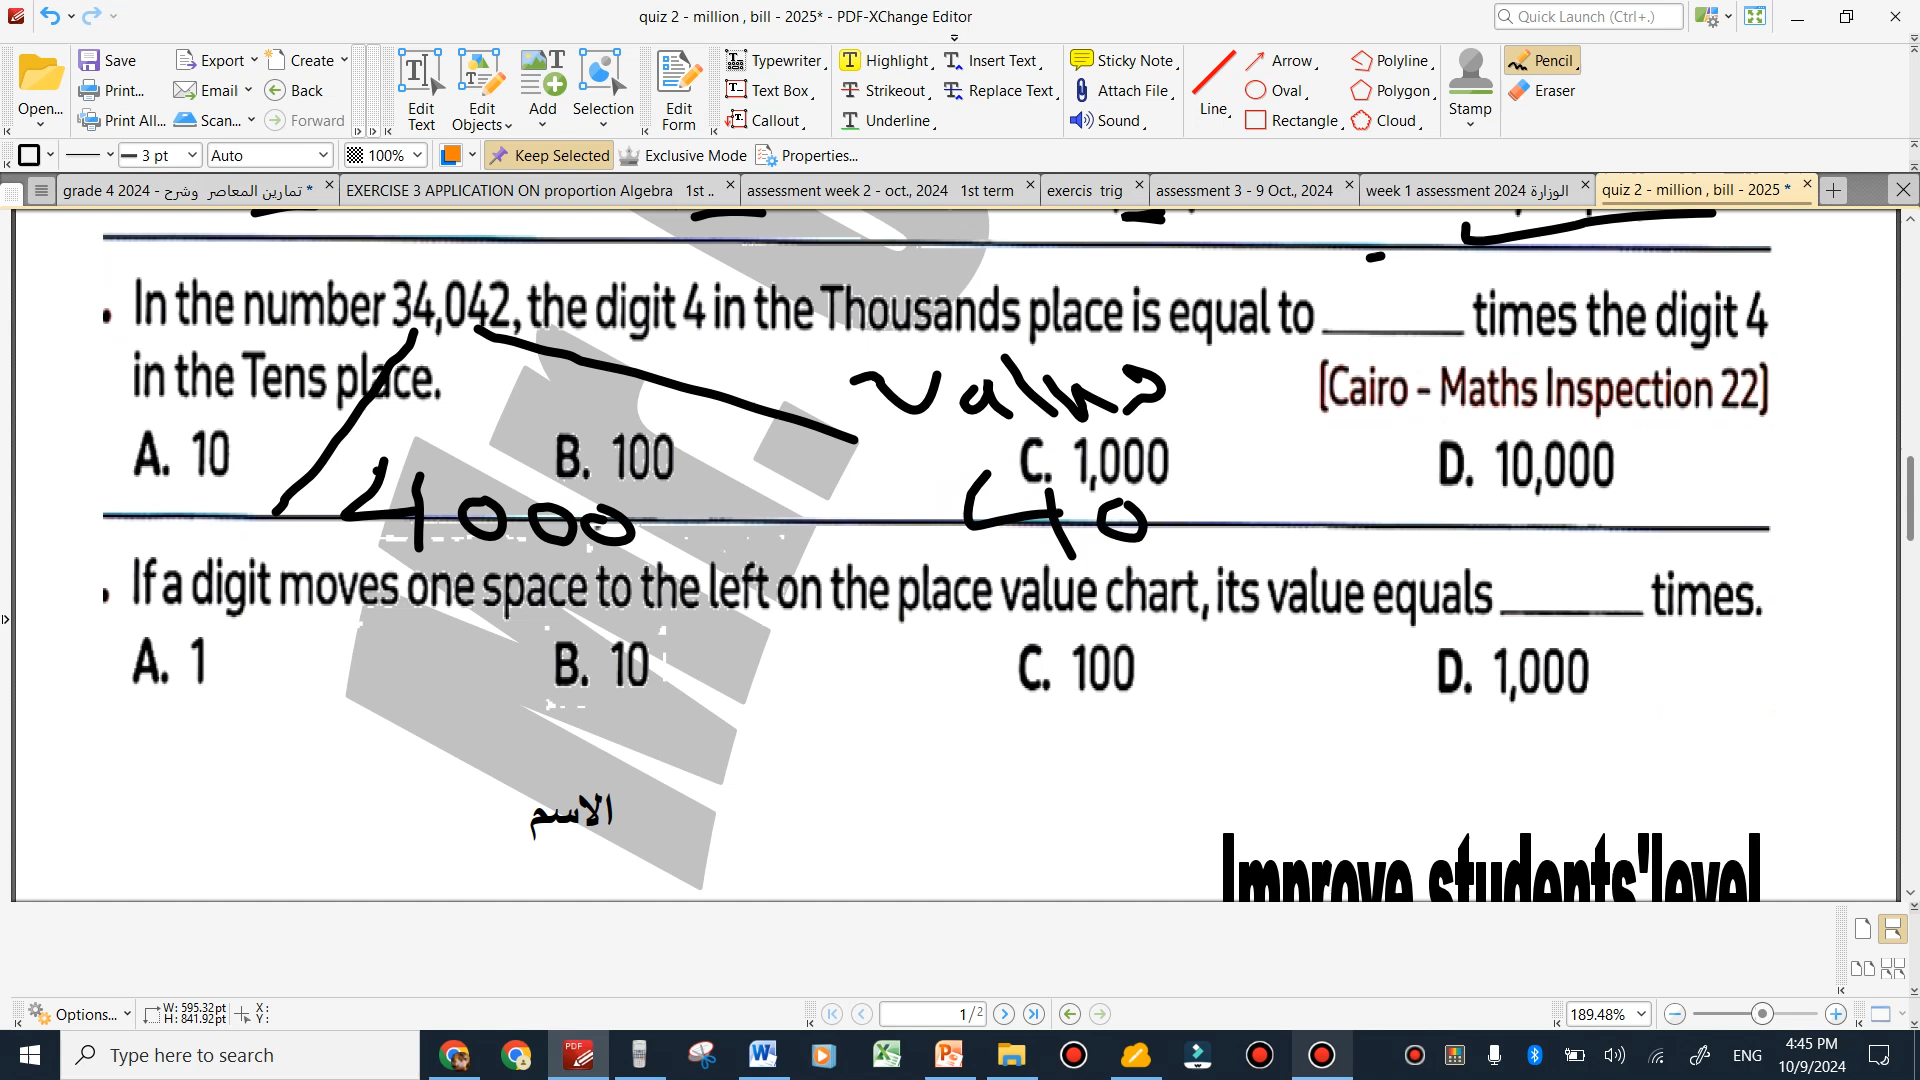 quiz 2 - million , bill - 2025* - PDF-XChange Editor
Quick Launch (Ctrl+.)
Open...
Save
Print...
Print All...
Export
Email
Scan...
Create
Back
Forward
Edit Text
Edit Objects
Add
Selection
Edit Form
Typewriter
Text Box
Callout
Highlight
Strikeout
Underline
Insert Text
Replace Text
Sticky Note
Attach File
Sound
Line
Arrow
Oval
Rectangle
Polyline
Polygon
Cloud
Stamp
Pencil
Eraser
3 pt
Auto
100%
Keep Selected
Exclusive Mode
Properties...
grade 4 2024 - تمارين المعاصر وشرح *
EXERCISE 3 APPLICATION ON proportion Algebra 1st ..
assessment week 2 - oct., 2024 1st term
exercis trig
assessment 3 - 9 Oct., 2024
week 1 assessment 2024 الوزارة
quiz 2 - million , bill - 2025 *
In the number 34,042, the digit 4 in the Thousands place is equal to ______ times the digit 4
in the Tens place.
[Cairo - Maths Inspection 22]
A. 10 B. 100 C. 1,000 D. 10,000
4000 40
If a digit moves one space to the left on the place value chart, its value equals ______ times.
A. 1 B. 10 C. 100 D. 1,000
الاسم
Improve students'level
Options...
W: 595.32pt
H: 841.92pt
X:
Y:
1/2
189.48%
Type here to search
ENG
4:45 PM
10/9/2024